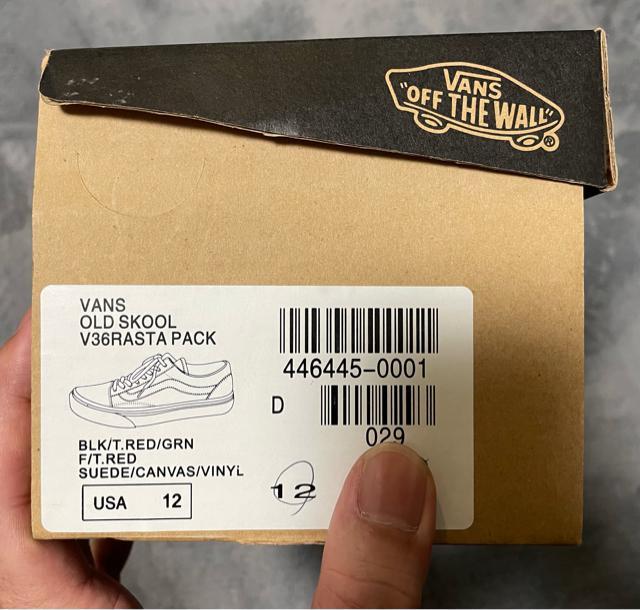 VANS
"OFF THE WALL"
VANS
OLD SKOOL
V36RASTA PACK
446445-0001
D
029
BLK/T.RED/GRN
F/T.RED
SUEDE/CANVAS/VINYL
USA 12
12